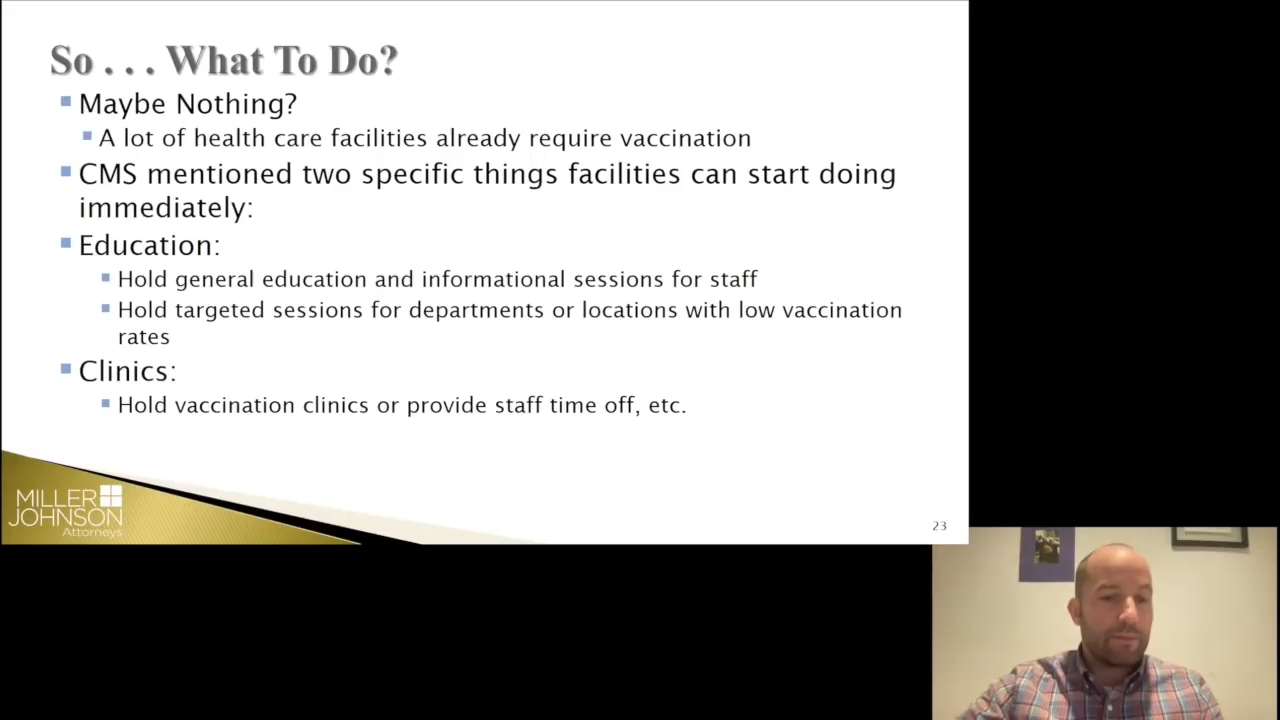 So . . . What To Do?
Maybe Nothing?
A lot of health care facilities already require vaccination
CMS mentioned two specific things facilities can start doing
immediately:
Education:
Hold general education and informational sessions for staff
Hold targeted sessions for departments or locations with low vaccination
rates
Clinics:
Hold vaccination clinics or provide staff time off, etc.
MILLER
JOHNSON
Attorneys
23